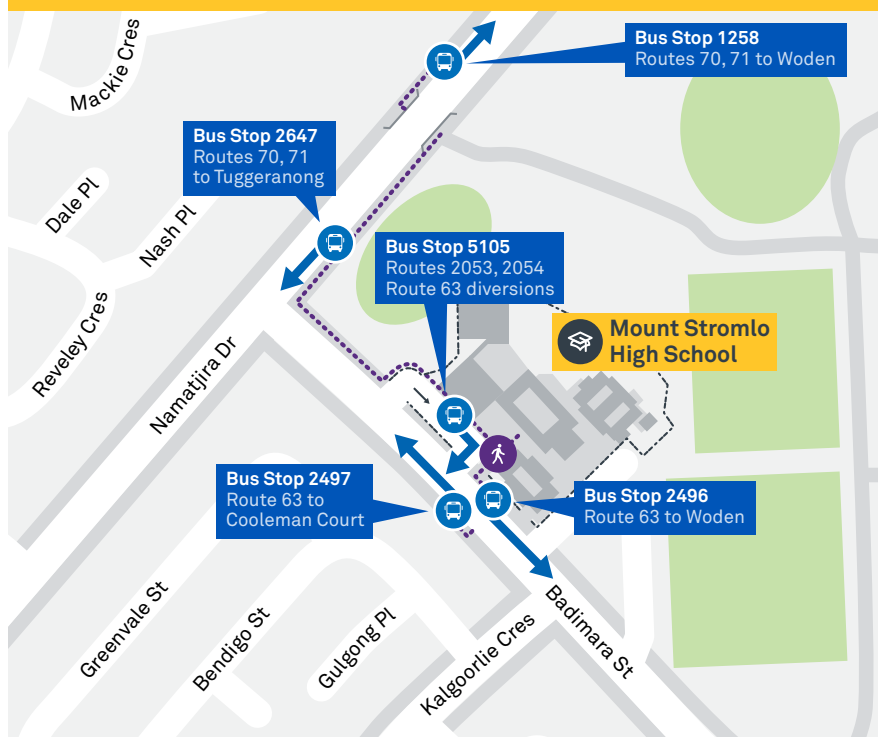 Mackie Cres
Bus Stop 1258
Routes 70, 71 to Woden
Bus Stop 2647
Routes 70, 71
to Tuggeranong
Dale Pl
Nash Pl
Bus Stop 5105
Routes 2053, 2054
Route 63 diversions
Mount Stromlo
High School
Reveley Cres
Namatjira Dr
Bus Stop 2497
Route 63 to
Cooleman Court
Bus Stop 2496
Route 63 to Woden
Greenvale St
Bendigo St
Gulgong Pl
Kalgoorlie Cres
Badimara St